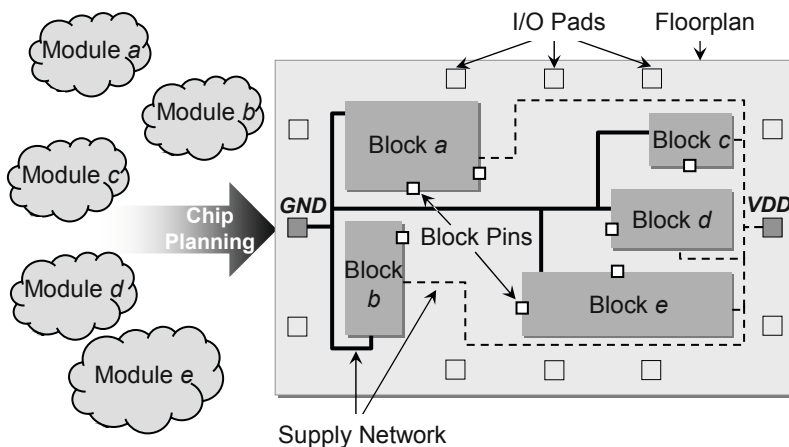 I/O Pads
Floorplan
Module a
Module b
Module c
Module d
Module e
Chip
Planning
GND
VDD
Block a
Block
b
Block c
Block d
Block e
Block Pins
Supply Network